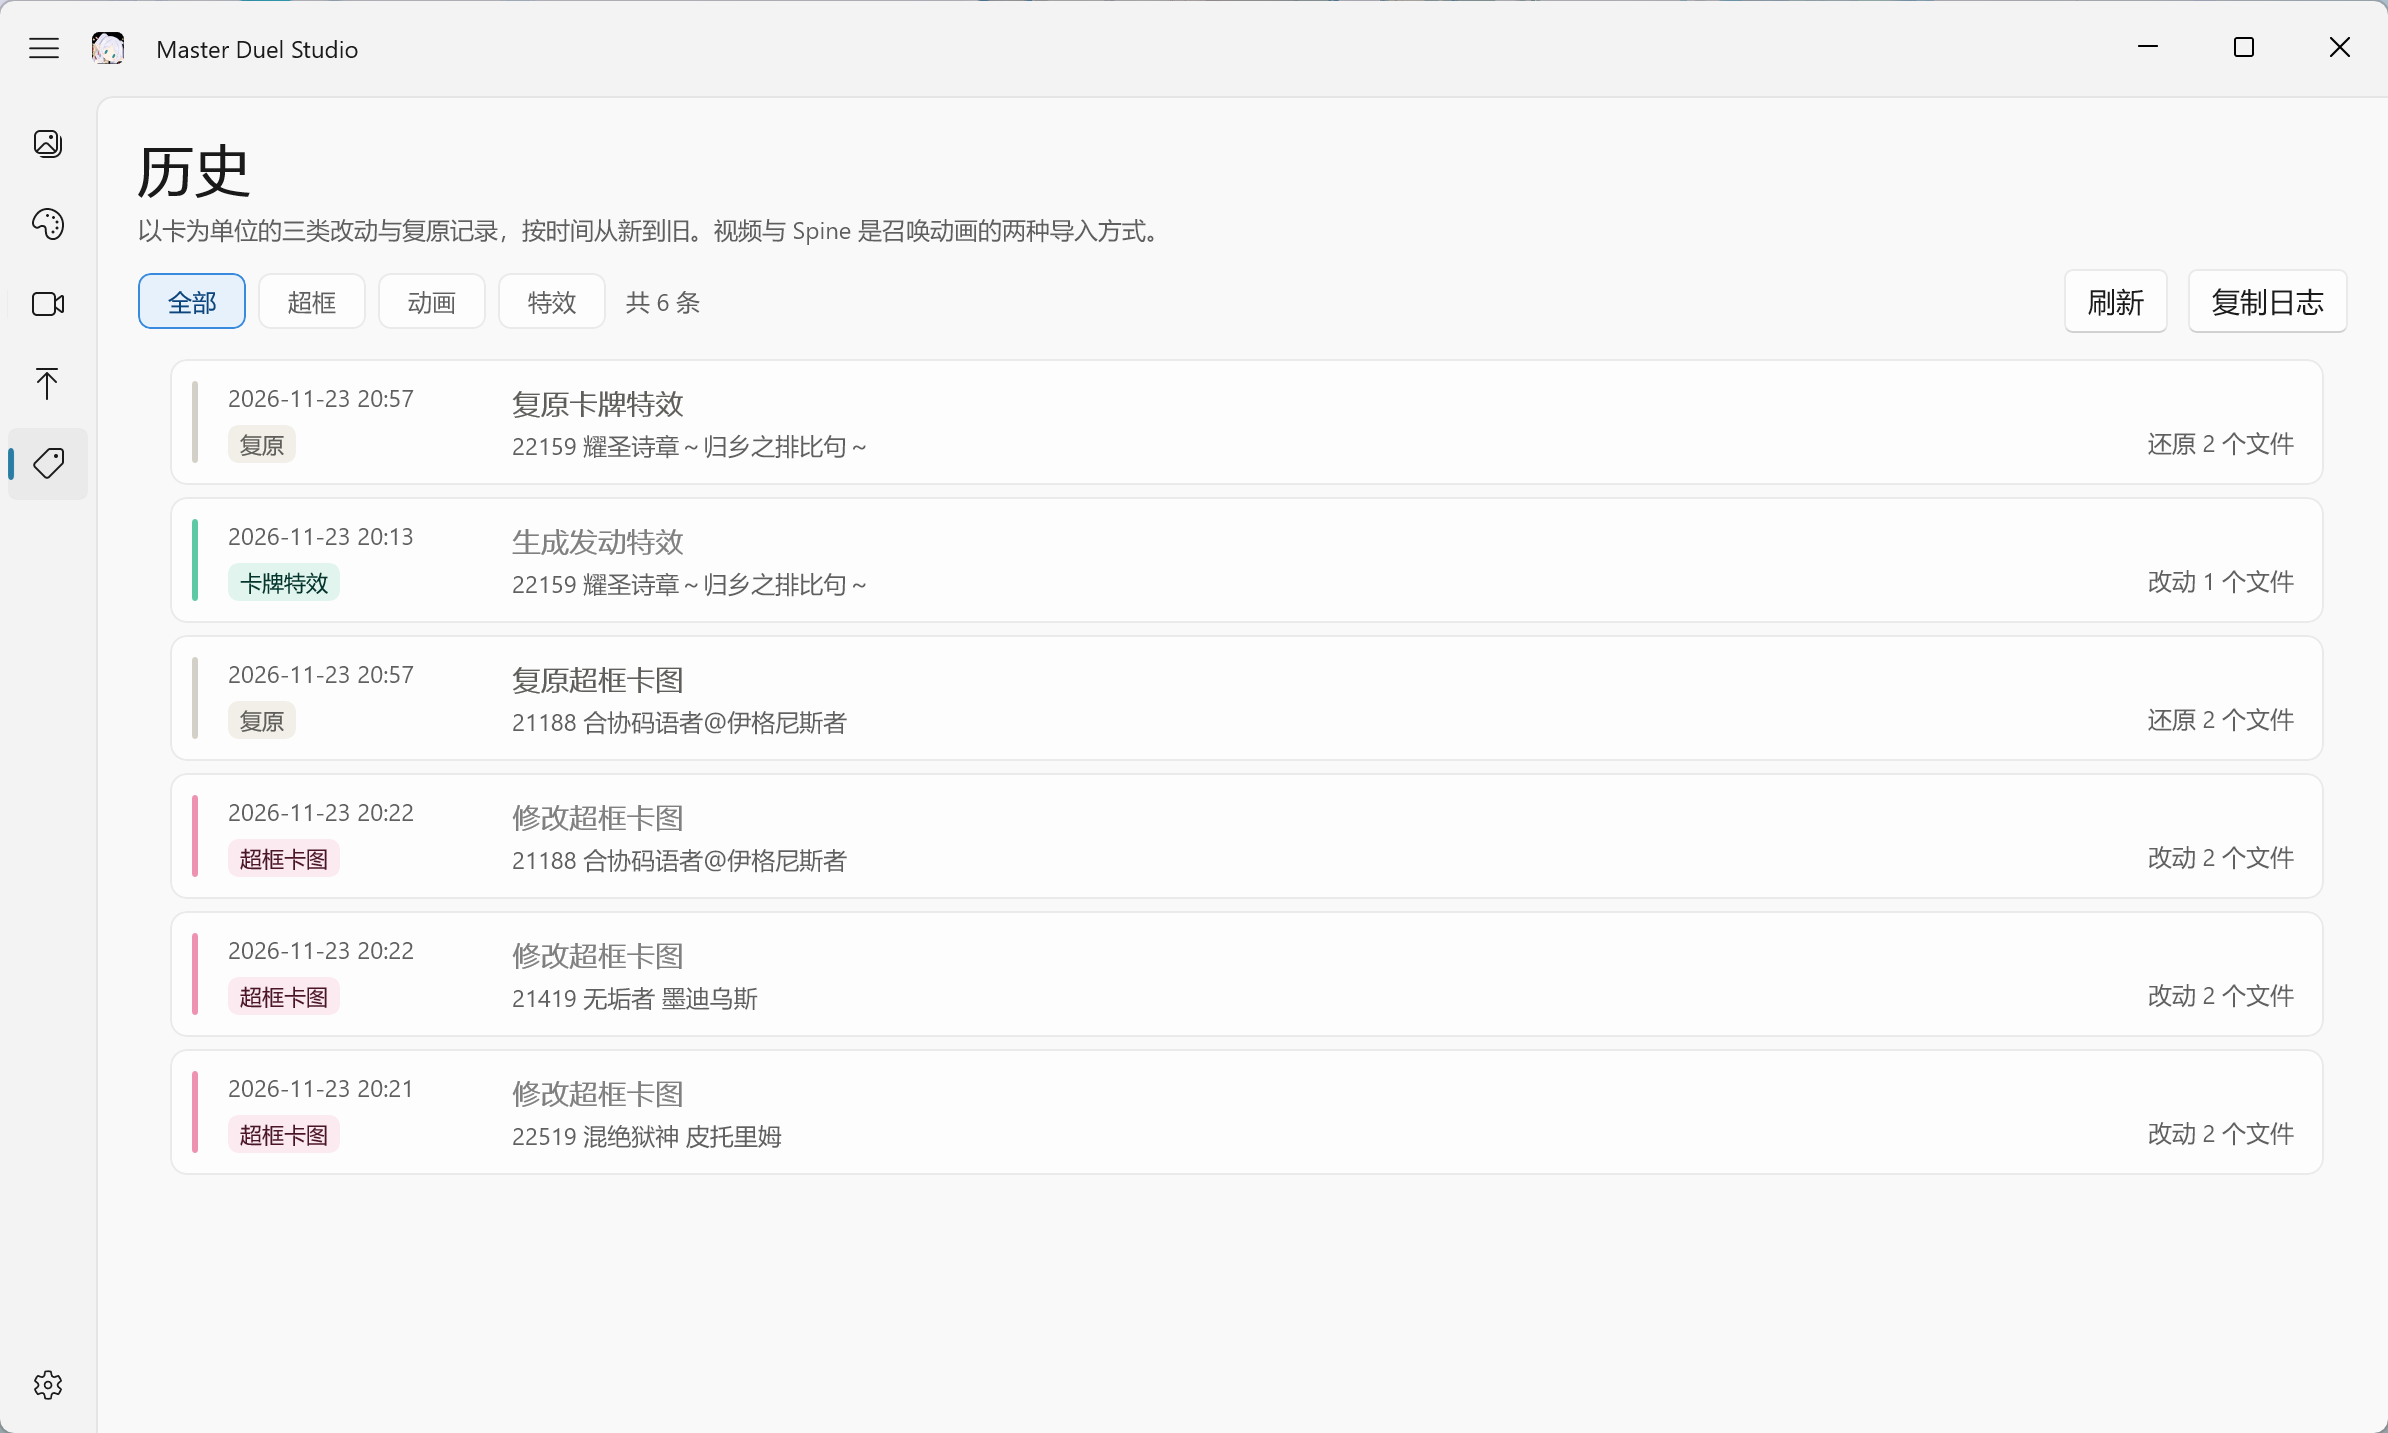 Master Duel Studio
历史
以卡为单位的三类改动与复原记录，按时间从新到旧。视频与 Spine 是召唤动画的两种导入方式。
全部 超框 动画 特效 共 6 条 刷新 复制日志
2026-11-23 20:57 复原卡牌特效
复原 22159 耀圣诗章～归乡之排比句～ 还原 2 个文件
2026-11-23 20:13 生成发动特效
卡牌特效 22159 耀圣诗章～归乡之排比句～ 改动 1 个文件
2026-11-23 20:57 复原超框卡图
复原 21188 合协码语者@伊格尼斯者 还原 2 个文件
2026-11-23 20:22 修改超框卡图
超框卡图 21188 合协码语者@伊格尼斯者 改动 2 个文件
2026-11-23 20:22 修改超框卡图
超框卡图 21419 无垢者 墨迪乌斯 改动 2 个文件
2026-11-23 20:21 修改超框卡图
超框卡图 22519 混绝狱神 皮托里姆 改动 2 个文件